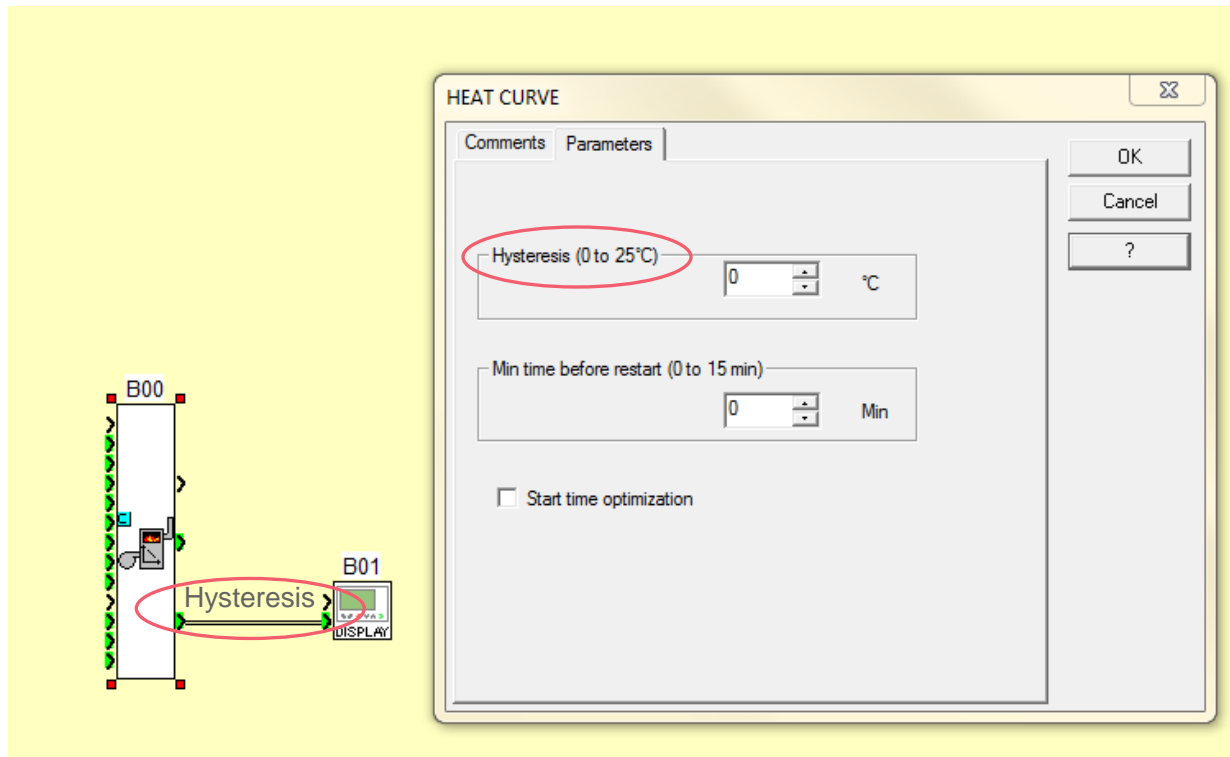 HEAT CURVE
Comments Parameters
OK
Cancel
?
Hysteresis (0 to 25°C)
0 °C
Min time before restart (0 to 15 min)
0 Min
Start time optimization
B00
B01
Hysteresis
DISPLAY